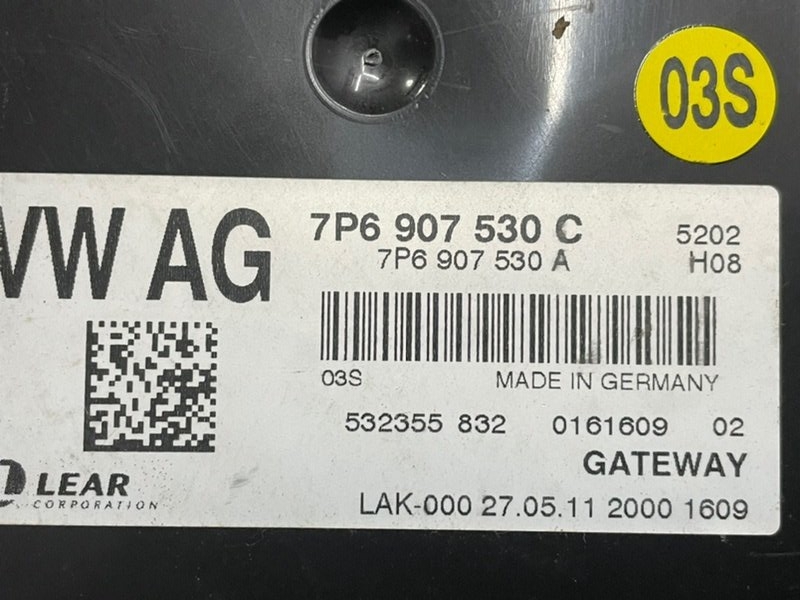 03S
VW AG
7P6 907 530 C
5202
7P6 907 530 A
H08
03S
MADE IN GERMANY
532355 832 0161609 02
GATEWAY
LEAR
CORPORATION
LAK-000 27.05.11 2000 1609